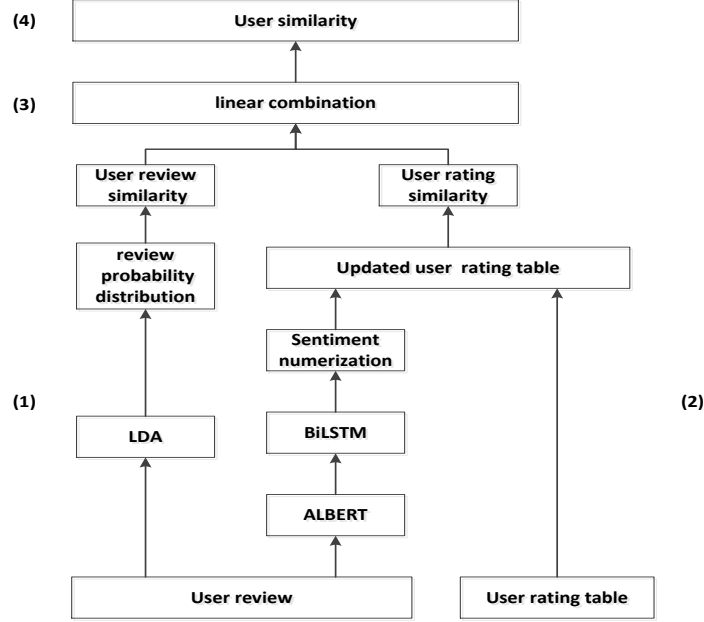 (4)
User similarity
(3)
linear combination
User review
similarity
User rating
similarity
review
probability
distribution
Updated user rating table
Sentiment
numerization
(1)
(2)
LDA
BiLSTM
ALBERT
User review
User rating table